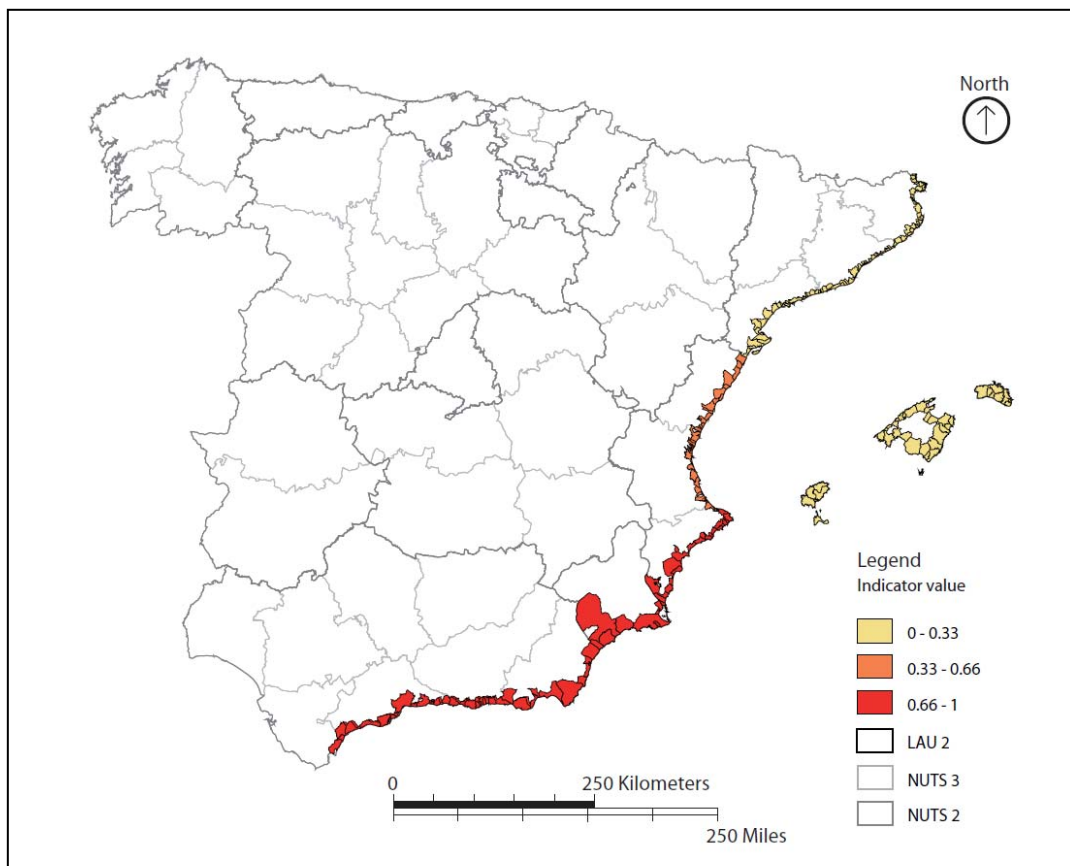 North
Legend
Indicator value
0 - 0.33
0.33 - 0.66
0.66 - 1
LAU 2
NUTS 3
NUTS 2
0 250 Kilometers
250 Miles